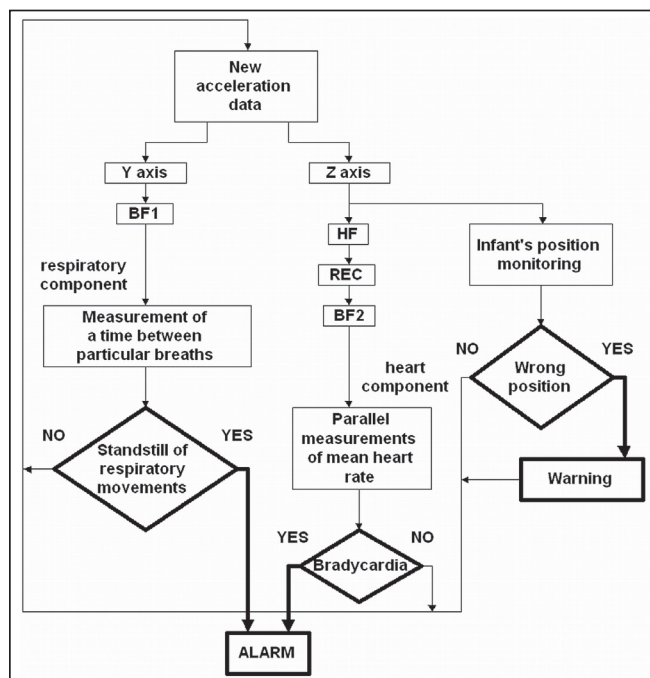 New
acceleration
data
Y axis
Z axis
BF1
HF
REC
BF2
Infant's position
monitoring
respiratory
component
Measurement of
a time between
particular breaths
heart
component
NO
YES
Wrong
position
Parallel
measurements
of mean heart
rate
NO
YES
Standstill of
respiratory
movements
Warning
YES
NO
Bradycardia
ALARM